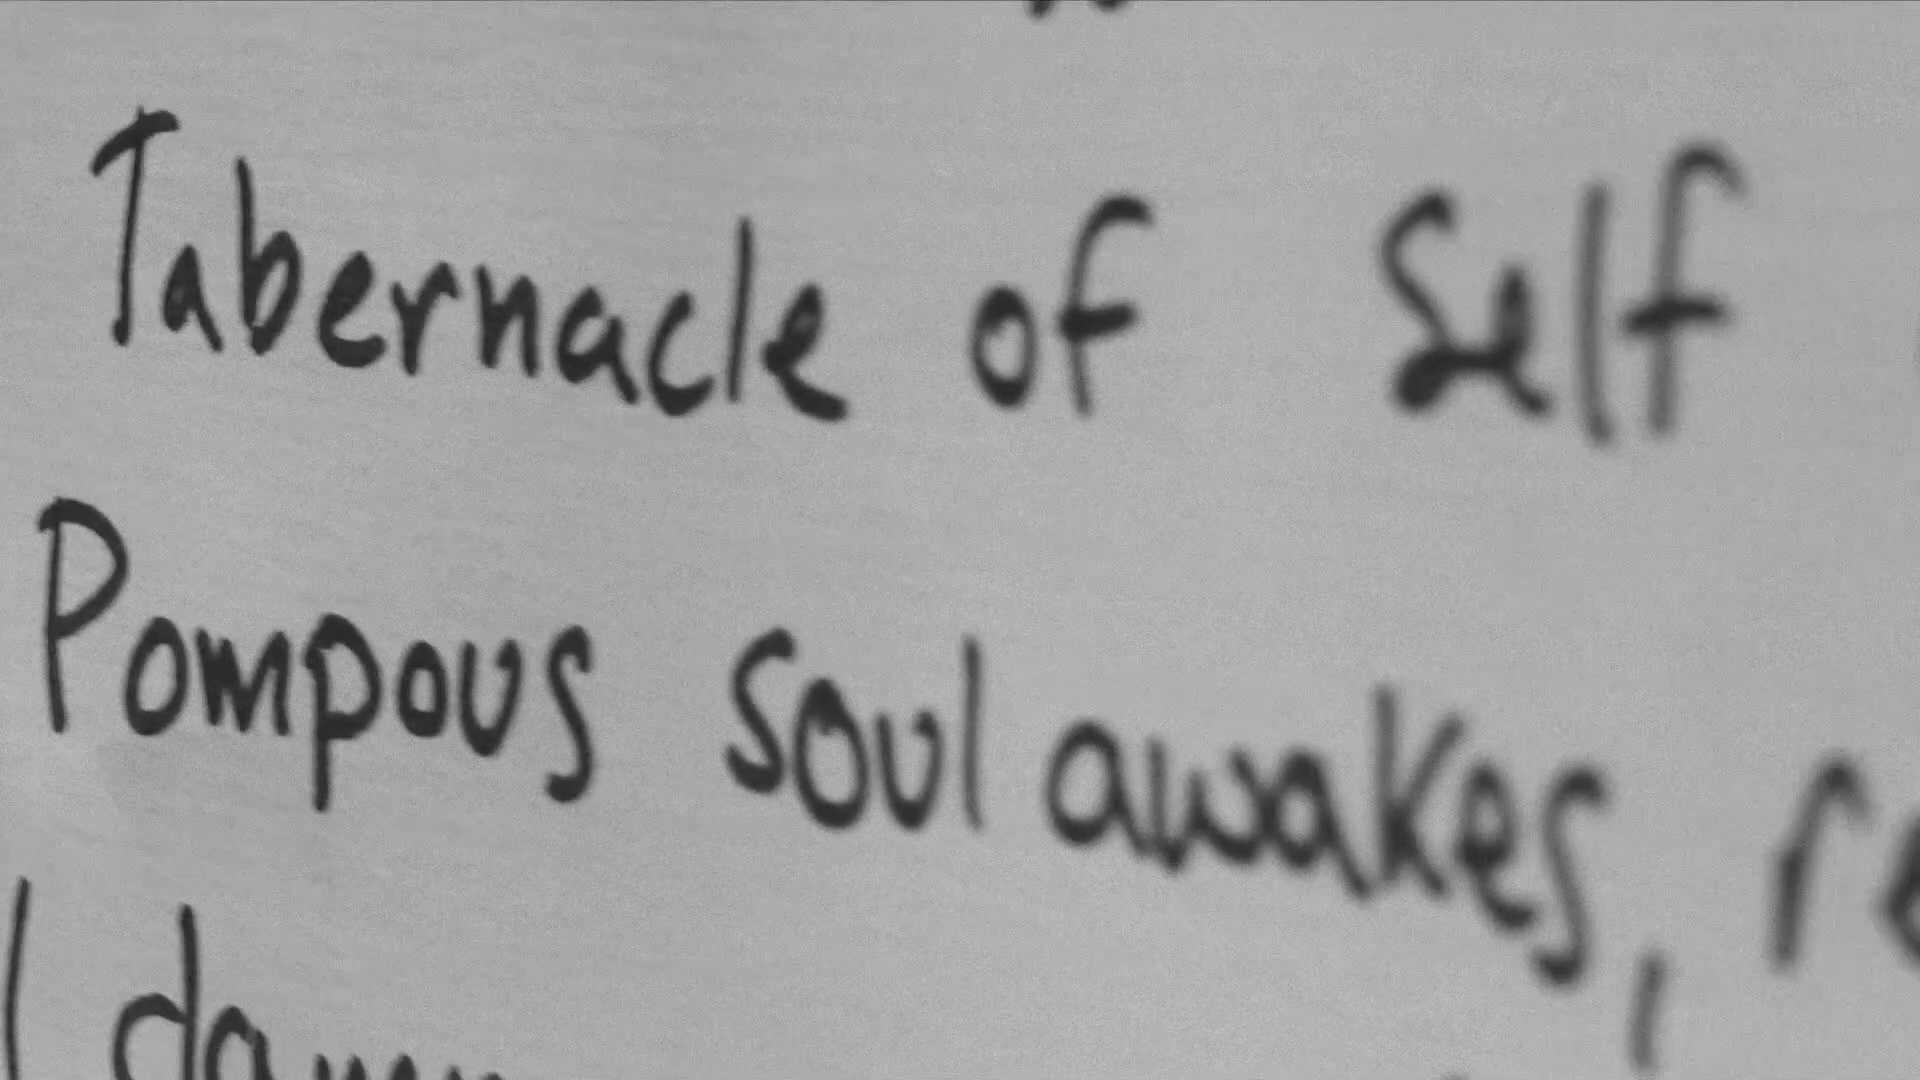 Tabernacle of Self
Pompous soul awakes,
I